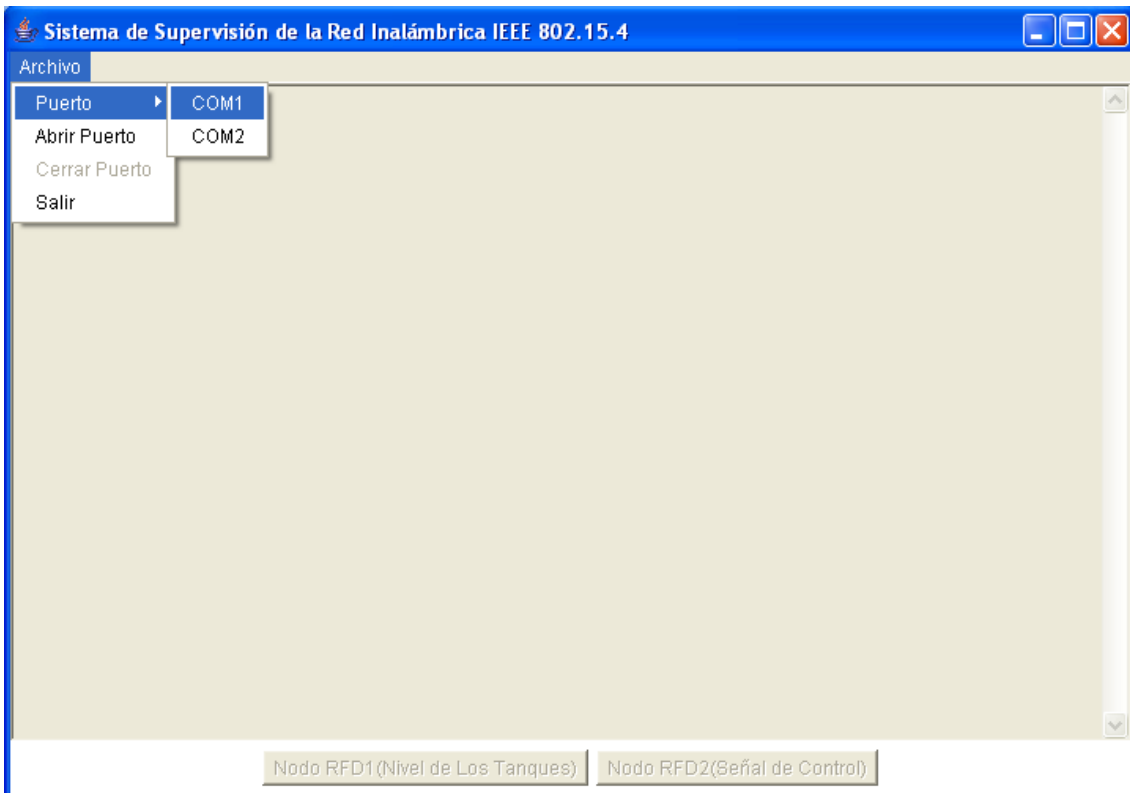 Sistema de Supervisión de la Red Inalámbrica IEEE 802.15.4
Archivo
Puerto COM1
Abrir Puerto COM2
Cerrar Puerto
Salir
Nodo RFD1(Nivel de Los Tanques) Nodo RFD2(Señal de Control)